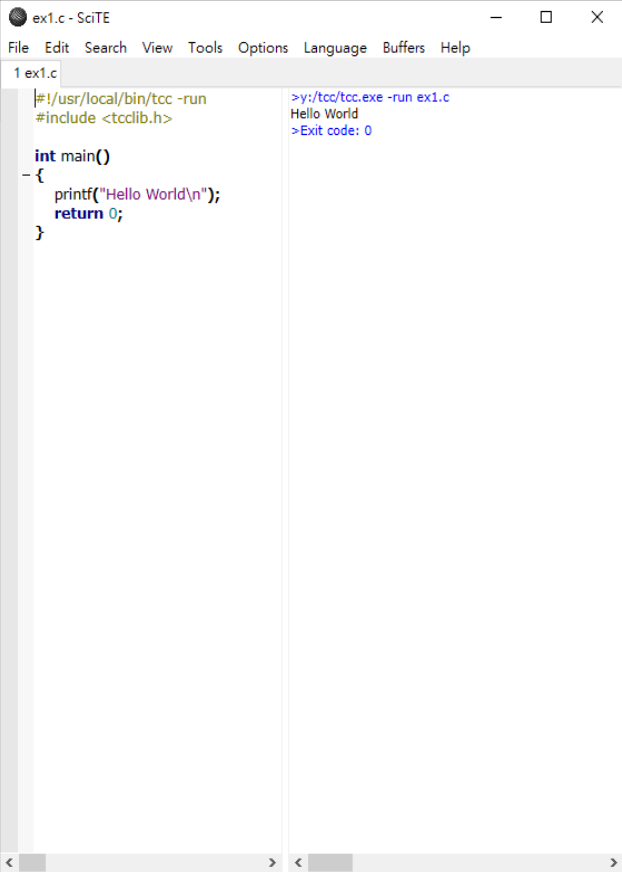 ex1.c - SciTE
File Edit Search View Tools Options Language Buffers Help
1 ex1.c
#!/usr/local/bin/tcc -run
#include <tcclib.h>
int main()
{
printf("Hello World\n");
return 0;
}
>y:/tcc/tcc.exe -run ex1.c
Hello World
>Exit code: 0